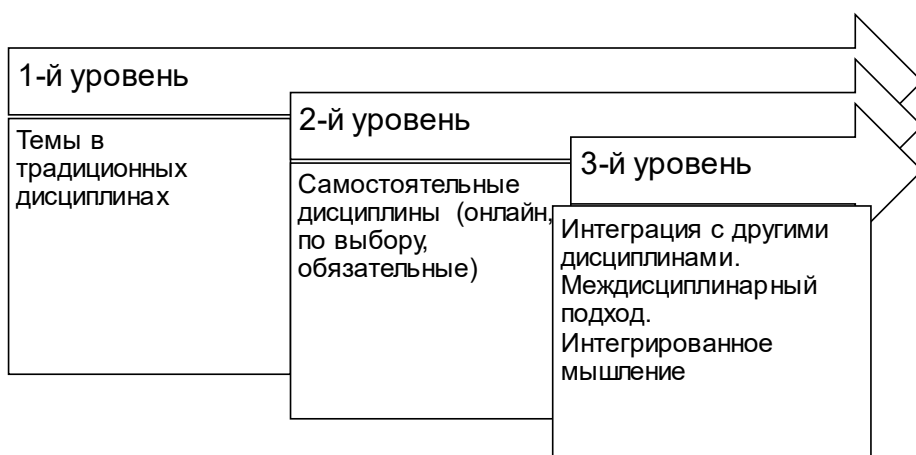 1-й уровень
Темы в
традиционных
дисциплинах
2-й уровень
Самостоятельные
дисциплины (онлайн,
по выбору,
обязательные)
3-й уровень
Интеграция с другими
дисциплинами.
Междисциплинарный
подход.
Интегрированное
мышление